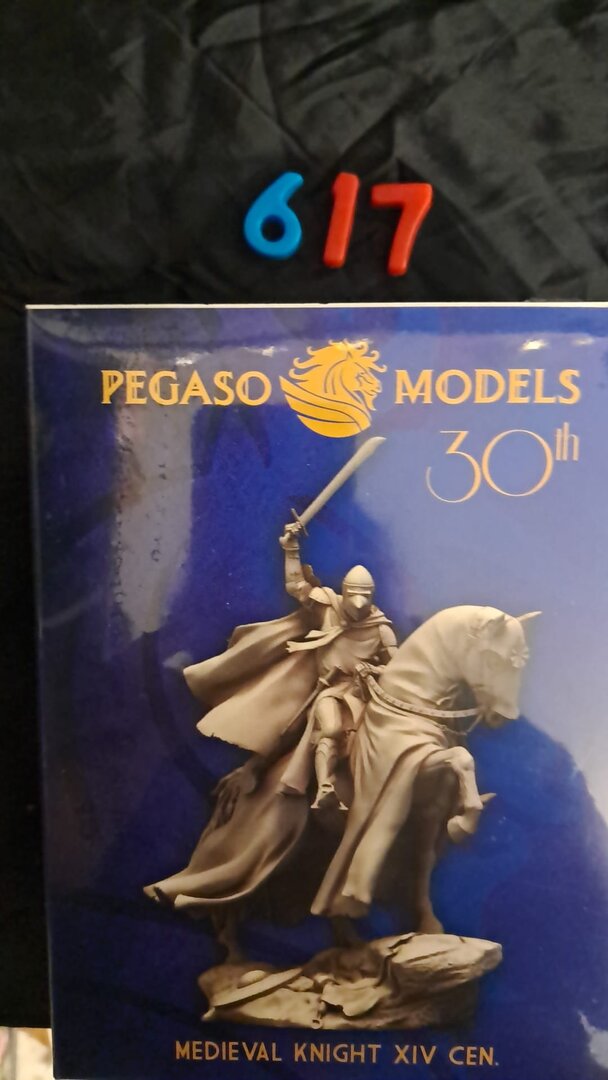 617
PEGASO MODELS
30th
MEDIEVAL KNIGHT XIV CEN.